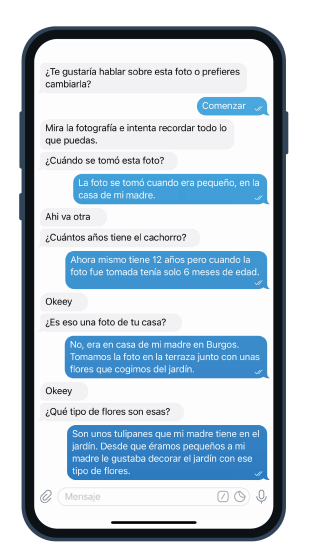 ¿Te gustaría hablar sobre esta foto o prefieres
cambiarla?
Comenzar
Mira la fotografía e intenta recordar todo lo
que puedas.
¿Cuándo se tomó esta foto?
La foto se tomó cuando era pequeño, en la
casa de mi madre.
Ahi va otra
¿Cuántos años tiene el cachorro?
Ahora mismo tiene 12 años pero cuando la
foto fue tomada tenía solo 6 meses de edad.
Okeey
¿Es eso una foto de tu casa?
No, era en casa de mi madre en Burgos.
Tomamos la foto en la terraza junto con unas
flores que cogimos del jardín.
Okeey
¿Qué tipo de flores son esas?
Son unos tulipanes que mi madre tiene en el
jardín. Desde que éramos pequeños a mi
madre le gustaba decorar el jardín con ese
tipo de flores.
Mensaje